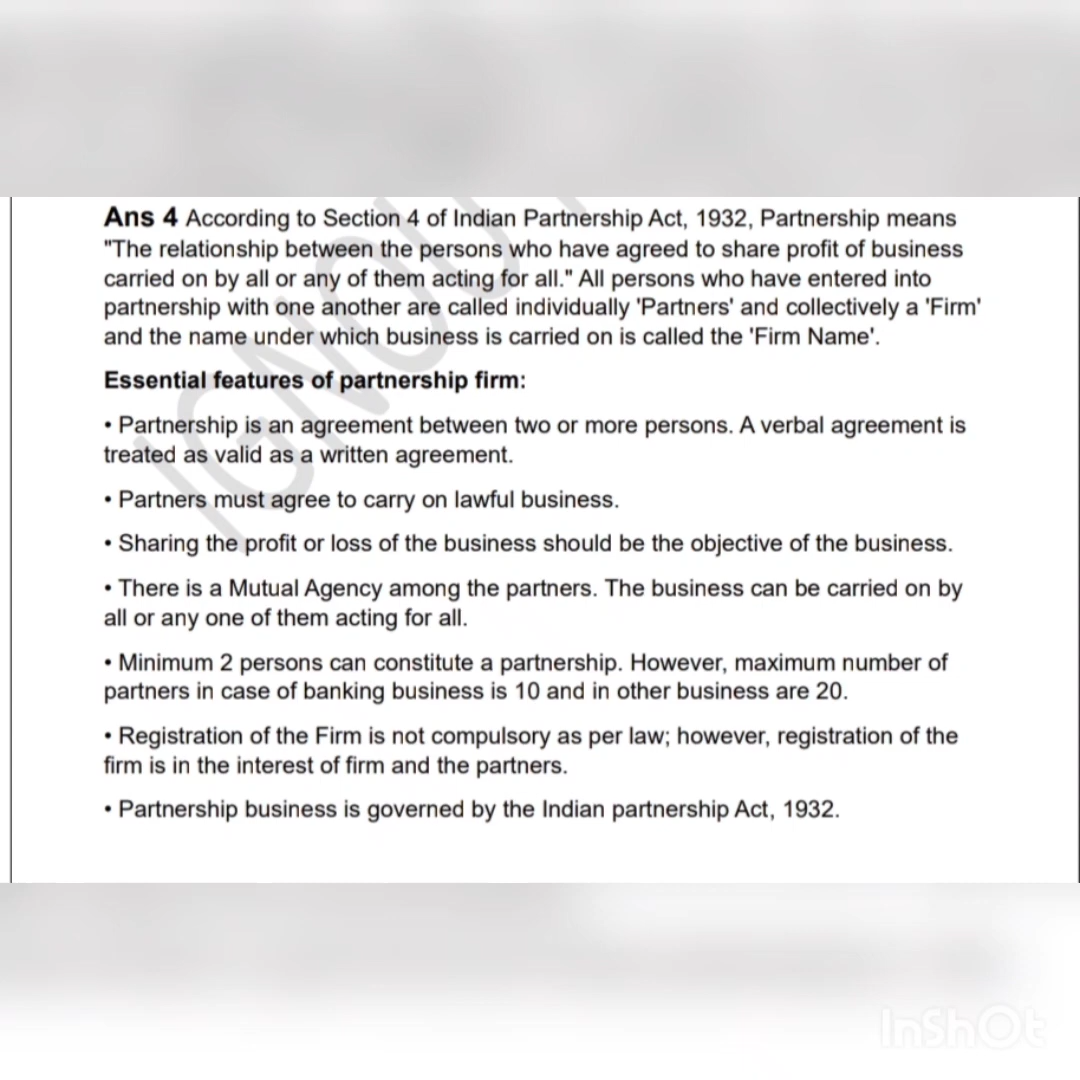 Ans 4 According to Section 4 of Indian Partnership Act, 1932, Partnership means
"The relationship between the persons who have agreed to share profit of business
carried on by all or any of them acting for all." All persons who have entered into
partnership with one another are called individually 'Partners' and collectively a 'Firm'
and the name under which business is carried on is called the 'Firm Name'.
Essential features of partnership firm:
• Partnership is an agreement between two or more persons. A verbal agreement is
treated as valid as a written agreement.
• Partners must agree to carry on lawful business.
• Sharing the profit or loss of the business should be the objective of the business.
• There is a Mutual Agency among the partners. The business can be carried on by
all or any one of them acting for all.
• Minimum 2 persons can constitute a partnership. However, maximum number of
partners in case of banking business is 10 and in other business are 20.
• Registration of the Firm is not compulsory as per law; however, registration of the
firm is in the interest of firm and the partners.
• Partnership business is governed by the Indian partnership Act, 1932.
InShOt